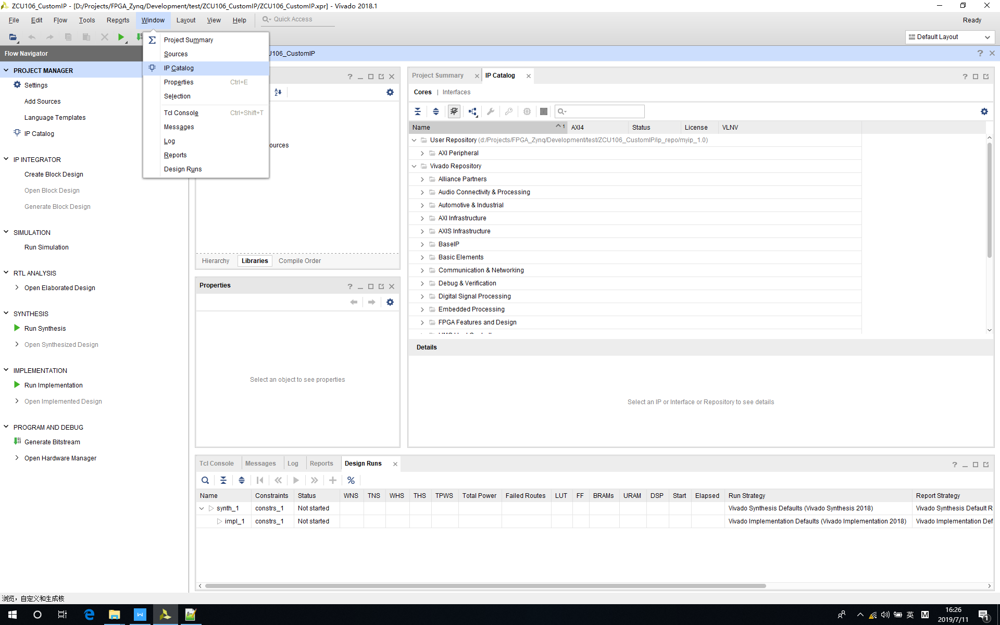 ZCU106_CustomIP - [D:/Projects/FPGA_Zynq/Development/test/ZCU106_CustomIP/ZCU106_CustomIP.xpr] - Vivado 2018.1
File Edit Flow Tools Reports Window Layout View Help Quick Access Ready
Default Layout
Flow Navigator
U106_CustomIP
PROJECT MANAGER
Settings
Add Sources
Language Templates
IP Catalog
IP INTEGRATOR
Create Block Design
Open Block Design
Generate Block Design
SIMULATION
Run Simulation
RTL ANALYSIS
Open Elaborated Design
SYNTHESIS
Run Synthesis
Open Synthesized Design
IMPLEMENTATION
Run Implementation
Open Implemented Design
PROGRAM AND DEBUG
Generate Bitstream
Open Hardware Manager
Project Summary
Sources
IP Catalog
Properties Ctrl+E
Selection
Tcl Console Ctrl+Shift+T
Messages
Log
Reports
Design Runs
ources
Hierarchy Libraries Compile Order
Properties
Select an object to see properties
Project Summary IP Catalog
Cores | Interfaces
Name 1 AXI4 Status License VLNV
User Repository (d:/Projects/FPGA_Zynq/Development/test/ZCU106_CustomIP/ip_repo/myip_1.0)
AXI Peripheral
Vivado Repository
Alliance Partners
Audio Connectivity & Processing
Automotive & Industrial
AXI Infrastructure
AXIS Infrastructure
BaseIP
Basic Elements
Communication & Networking
Debug & Verification
Digital Signal Processing
Embedded Processing
FPGA Features and Design
Details
Select an IP or Interface or Repository to see details
Tcl Console Messages Log Reports Design Runs
Name Constraints Status WNS TNS WHS THS TPWS Total Power Failed Routes LUT FF BRAMs URAM DSP Start Elapsed Run Strategy Report Strategy
synth_1 constrs_1 Not started Vivado Synthesis Defaults (Vivado Synthesis 2018) Vivado Synthesis Default R
impl_1 constrs_1 Not started Vivado Implementation Defaults (Vivado Implementation 2018) Vivado Implementation Def
浏览，自定义和生成核
英 M 16:26
2019/7/11 1